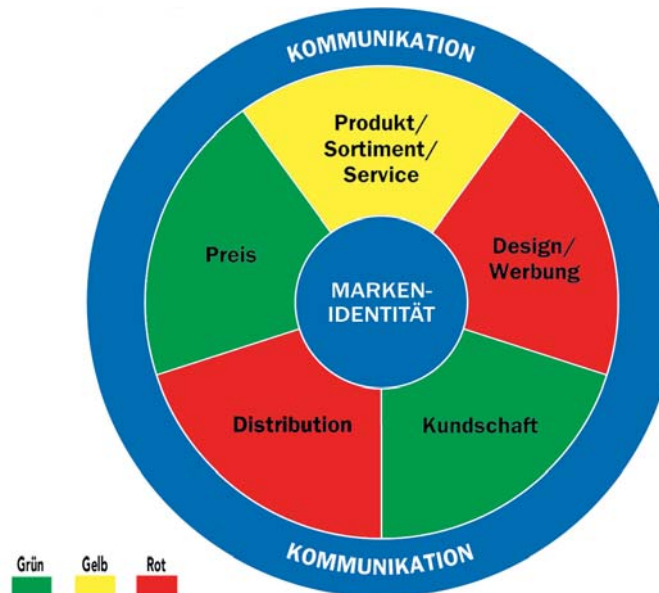 KOMMUNIKATION
Produkt/
Sortiment/
Service
Preis
Design/
Werbung
MARKEN-
IDENTITÄT
Distribution
Kundschaft
KOMMUNIKATION
Grün Gelb Rot